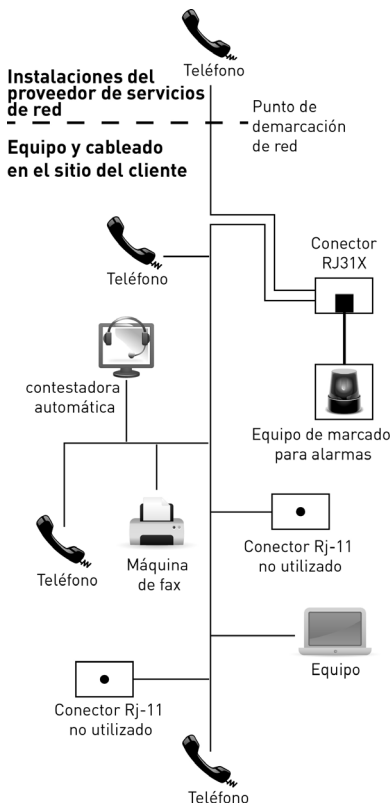 Teléfono
Instalaciones del
proveedor de servicios
de red
Punto de
demarcación
de red
Equipo y cableado
en el sitio del cliente
Conector
RJ31X
Teléfono
contestadora
automática
Equipo de marcado
para alarmas
Teléfono
Máquina
de fax
Conector Rj-11
no utilizado
Equipo
Conector Rj-11
no utilizado
Teléfono